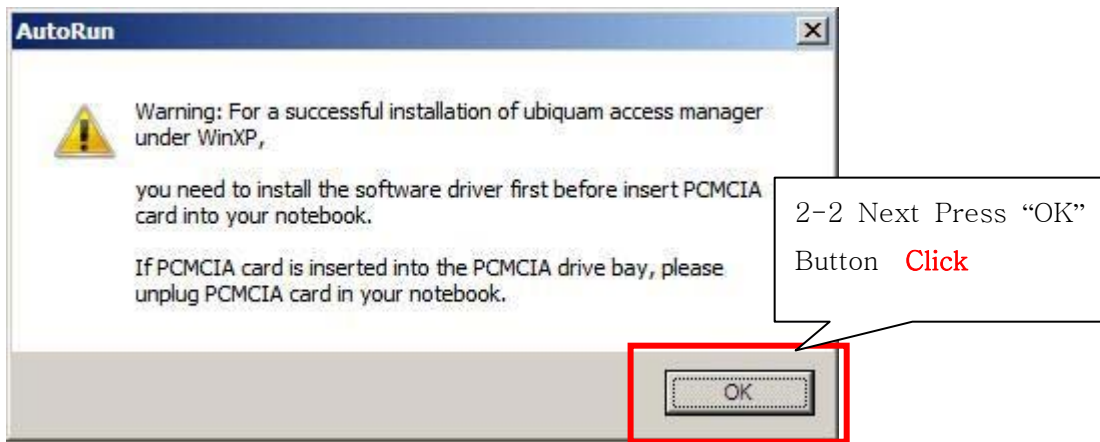 AutoRun
Warning: For a successful installation of ubiquam access manager
under WinXP,
you need to install the software driver first before insert PCMCIA
card into your notebook.
If PCMCIA card is inserted into the PCMCIA drive bay, please
unplug PCMCIA card in your notebook.
2-2 Next Press “OK”
Button Click
OK